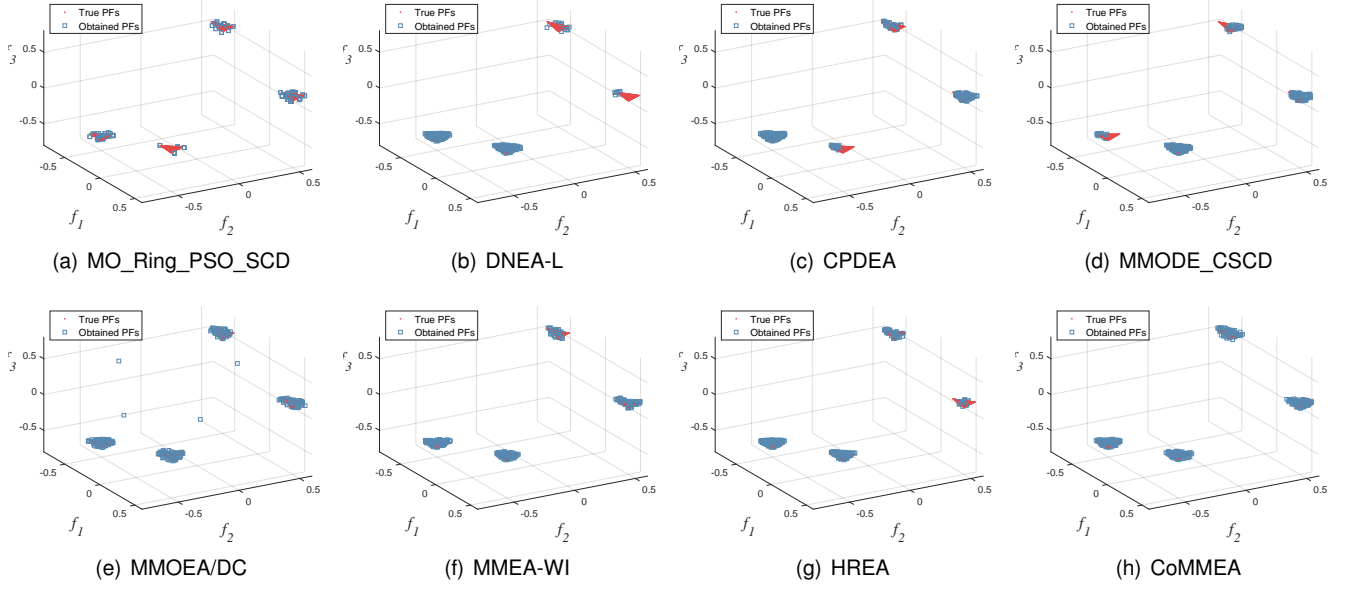 True PFs
Obtained PFs
0.5
0
-0.5
-0.5
0
0.5
-0.5
0
0.5
f1
f2
(a) MO_Ring_PSO_SCD
True PFs
Obtained PFs
0.5
0
-0.5
-0.5
0
0.5
-0.5
0
0.5
f1
f2
(b) DNEA-L
True PFs
Obtained PFs
0.5
0
-0.5
-0.5
0
0.5
-0.5
0
0.5
f1
f2
(c) CPDEA
True PFs
Obtained PFs
0.5
0
-0.5
-0.5
0
0.5
-0.5
0
0.5
f1
f2
(d) MMODE_CSCD
True PFs
Obtained PFs
0.5
0
-0.5
-0.5
0
0.5
-0.5
0
0.5
f1
f2
(e) MMOEA/DC
True PFs
Obtained PFs
0.5
0
-0.5
-0.5
0
0.5
-0.5
0
0.5
f1
f2
(f) MMEA-WI
True PFs
Obtained PFs
0.5
0
-0.5
-0.5
0
0.5
-0.5
0
0.5
f1
f2
(g) HREA
True PFs
Obtained PFs
0.5
0
-0.5
-0.5
0
0.5
-0.5
0
0.5
f1
f2
(h) CoMMEA